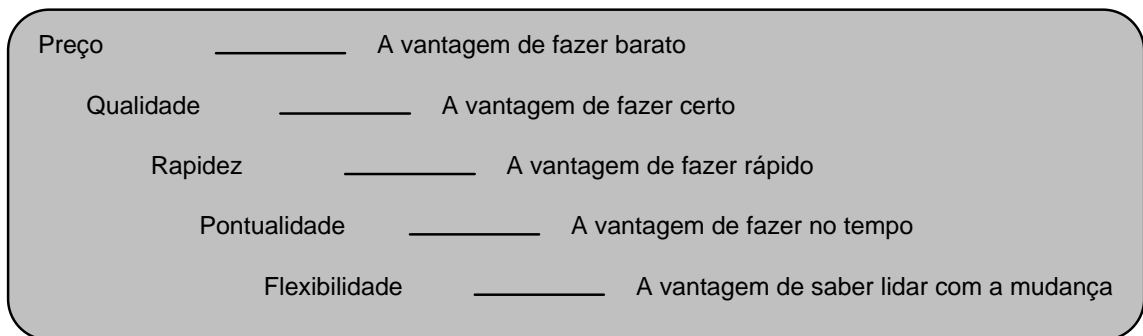 Preço A vantagem de fazer barato
Qualidade A vantagem de fazer certo
Rapidez A vantagem de fazer rápido
Pontualidade A vantagem de fazer no tempo
Flexibilidade A vantagem de saber lidar com a mudança